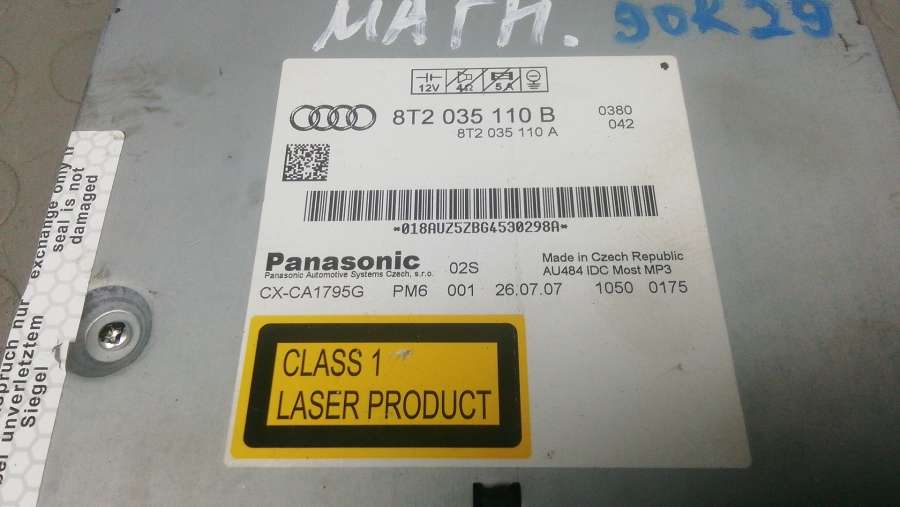 МАГН. 90R29
12V 4Ω 5A
8T2 035 110 B 0380
8T2 035 110 A 042
*018AUZ5ZBG4530298A*
Panasonic 02S Made in Czech Republic
Panasonic Automotive Systems Czech, s.r.o. AU484 IDC Most MP3
CX-CA1795G PM6 001 26.07.07 1050 0175
CLASS 1
LASER PRODUCT
exchange only if
seal is not
damaged
spruch nur
unverletztem
Siegel